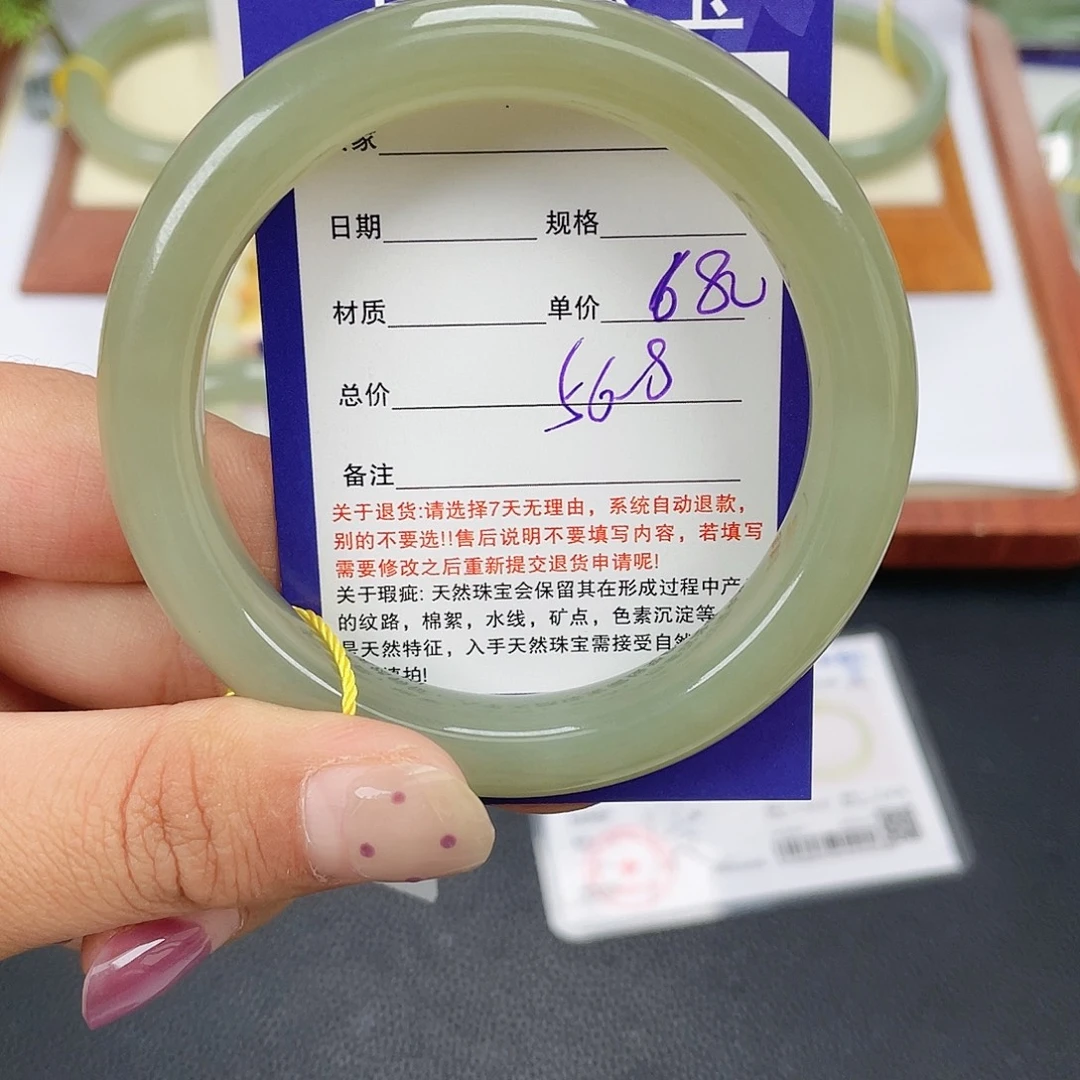 家
日期 规格
材质 单价 680
总价 568
备注
关于退货:请选择7天无理由，系统自动退款，
别的不要选!!售后说明不要填写内容，若填写
需要修改之后重新提交退货申请呢!
关于瑕疵: 天然珠宝会保留其在形成过程中产
的纹路，棉絮，水线，矿点，色素沉淀等
是天然特征，入手天然珠宝需接受自然
拍!